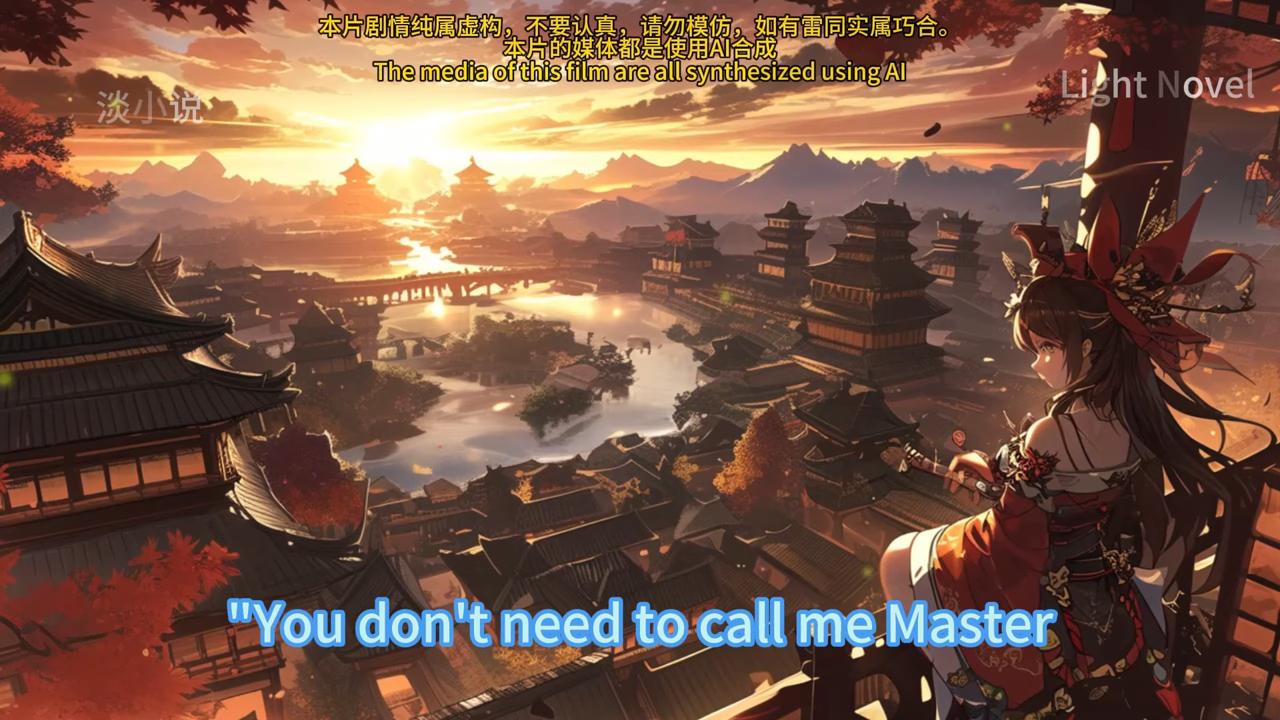 本片剧情纯属虚构，不要认真，请勿模仿，如有雷同实属巧合。
本片的媒体都是使用AI合成
The media of this film are all synthesized using AI
淡小说
Light Novel
"You don't need to call me Master